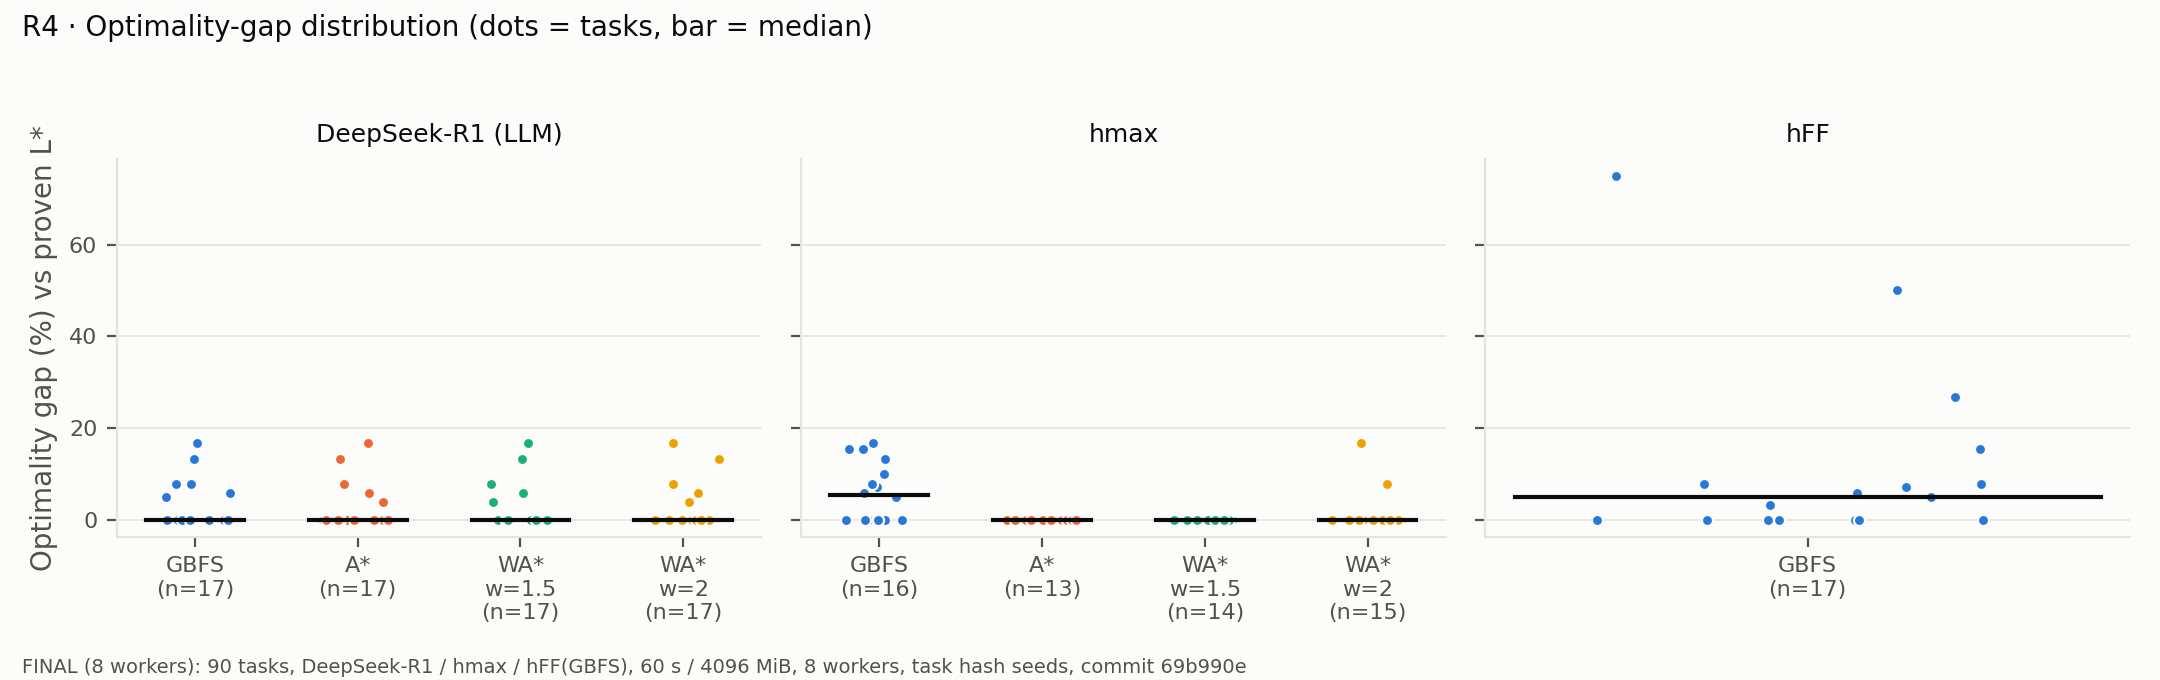 R4 · Optimality-gap distribution (dots = tasks, bar = median)
Optimality gap (%) vs proven L*
DeepSeek-R1 (LLM)
60
40
20
0
GBFS
(n=17)
A*
(n=17)
WA*
w=1.5
(n=17)
WA*
w=2
(n=17)
hmax
GBFS
(n=16)
A*
(n=13)
WA*
w=1.5
(n=14)
WA*
w=2
(n=15)
hFF
GBFS
(n=17)
FINAL (8 workers): 90 tasks, DeepSeek-R1 / hmax / hFF(GBFS), 60 s / 4096 MiB, 8 workers, task hash seeds, commit 69b990e